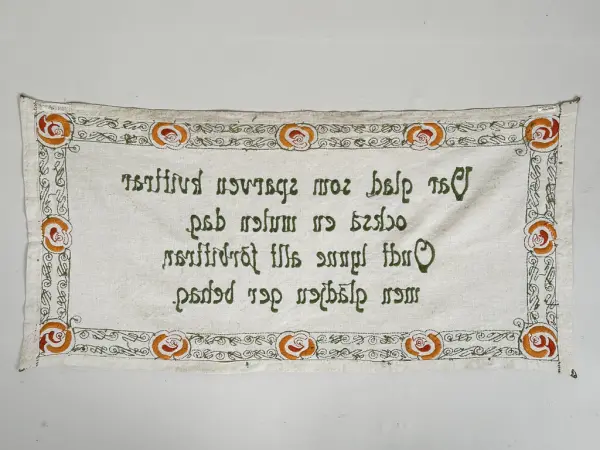 Var glad, som sparven kvittrar
också en mulen dag.
Ondt lynne allt förbittrar,
men glädjen ger behag.